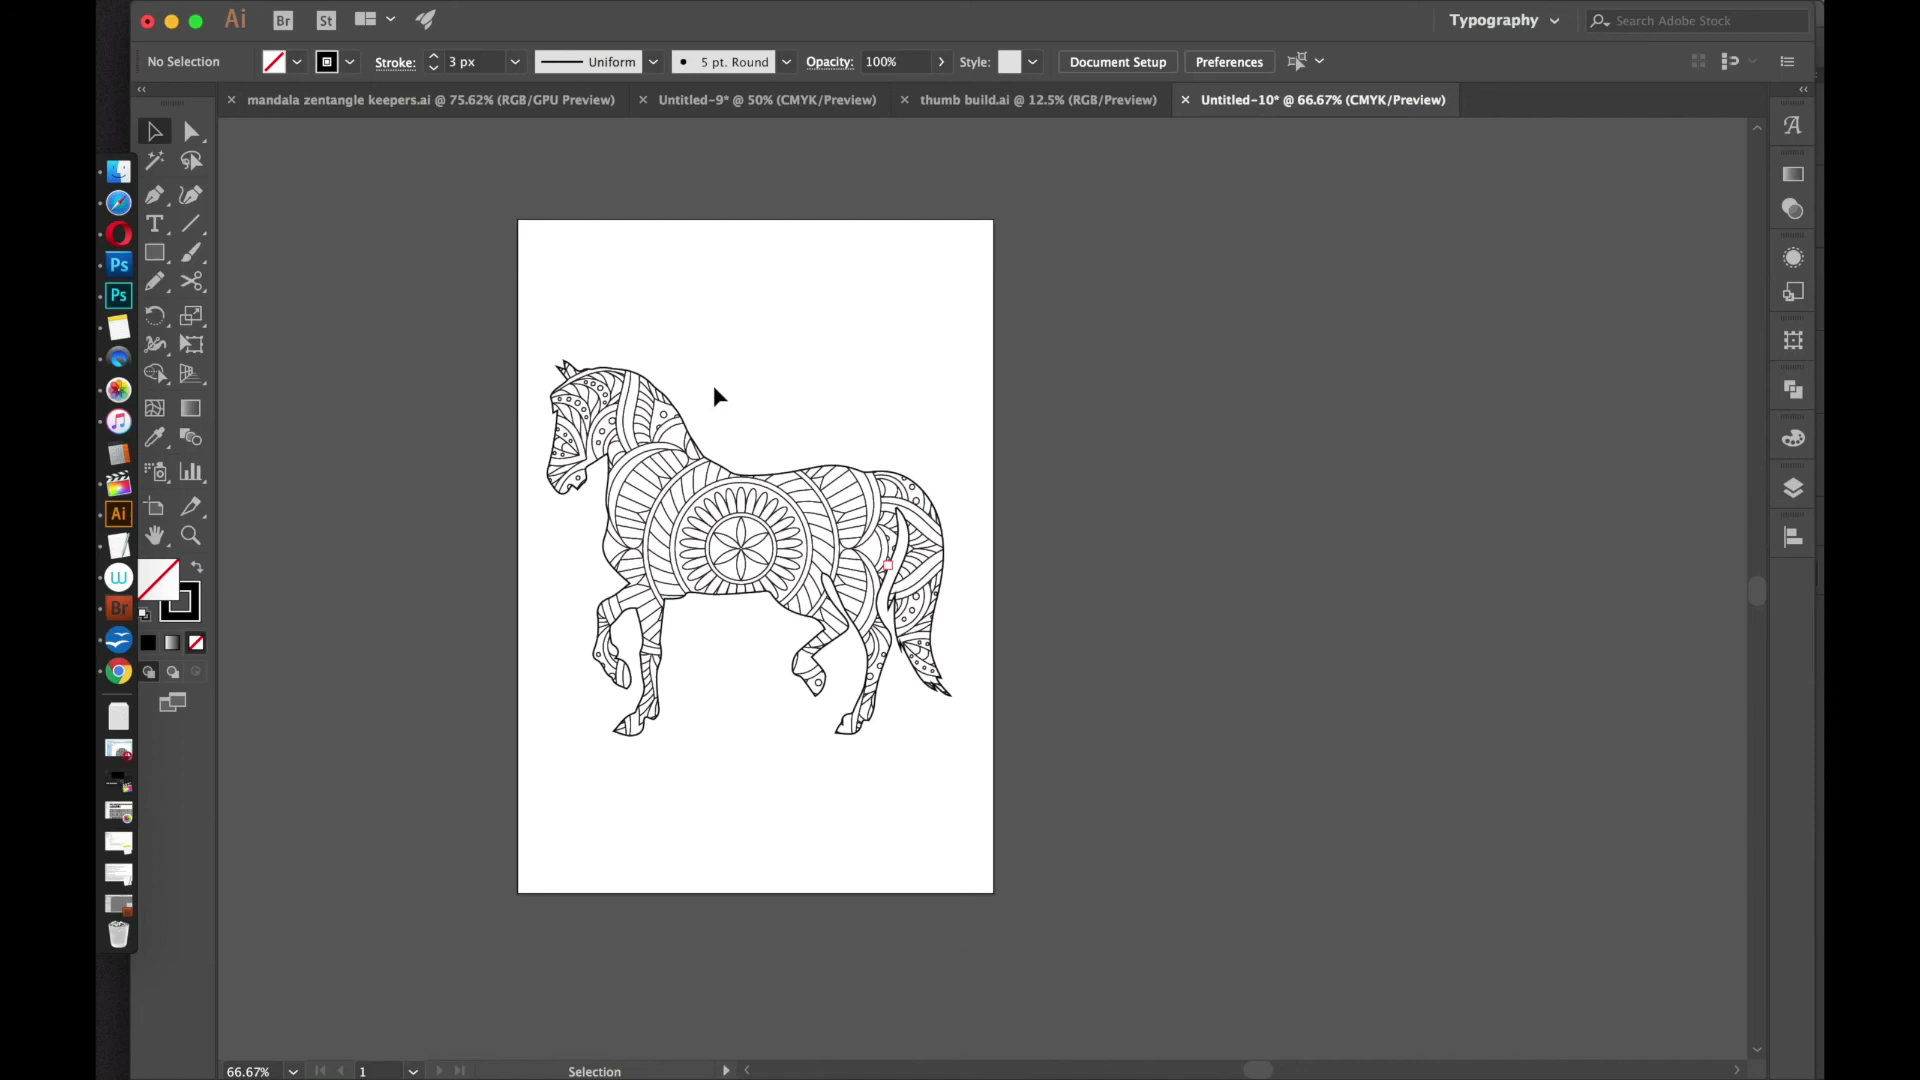 Ai Br St Typography Search Adobe Stock
No Selection Stroke: 3 px Uniform 5 pt. Round Opacity: 100% Style: Document Setup Preferences
mandala zentangle keepers.ai @ 75.62% (RGB/GPU Preview) Untitled-9* @ 50% (CMYK/Preview) thumb build.ai @ 12.5% (RGB/Preview) Untitled-10* @ 66.67% (CMYK/Preview)
Ps
Ps
Ai
Br
66.67% 1 Selection